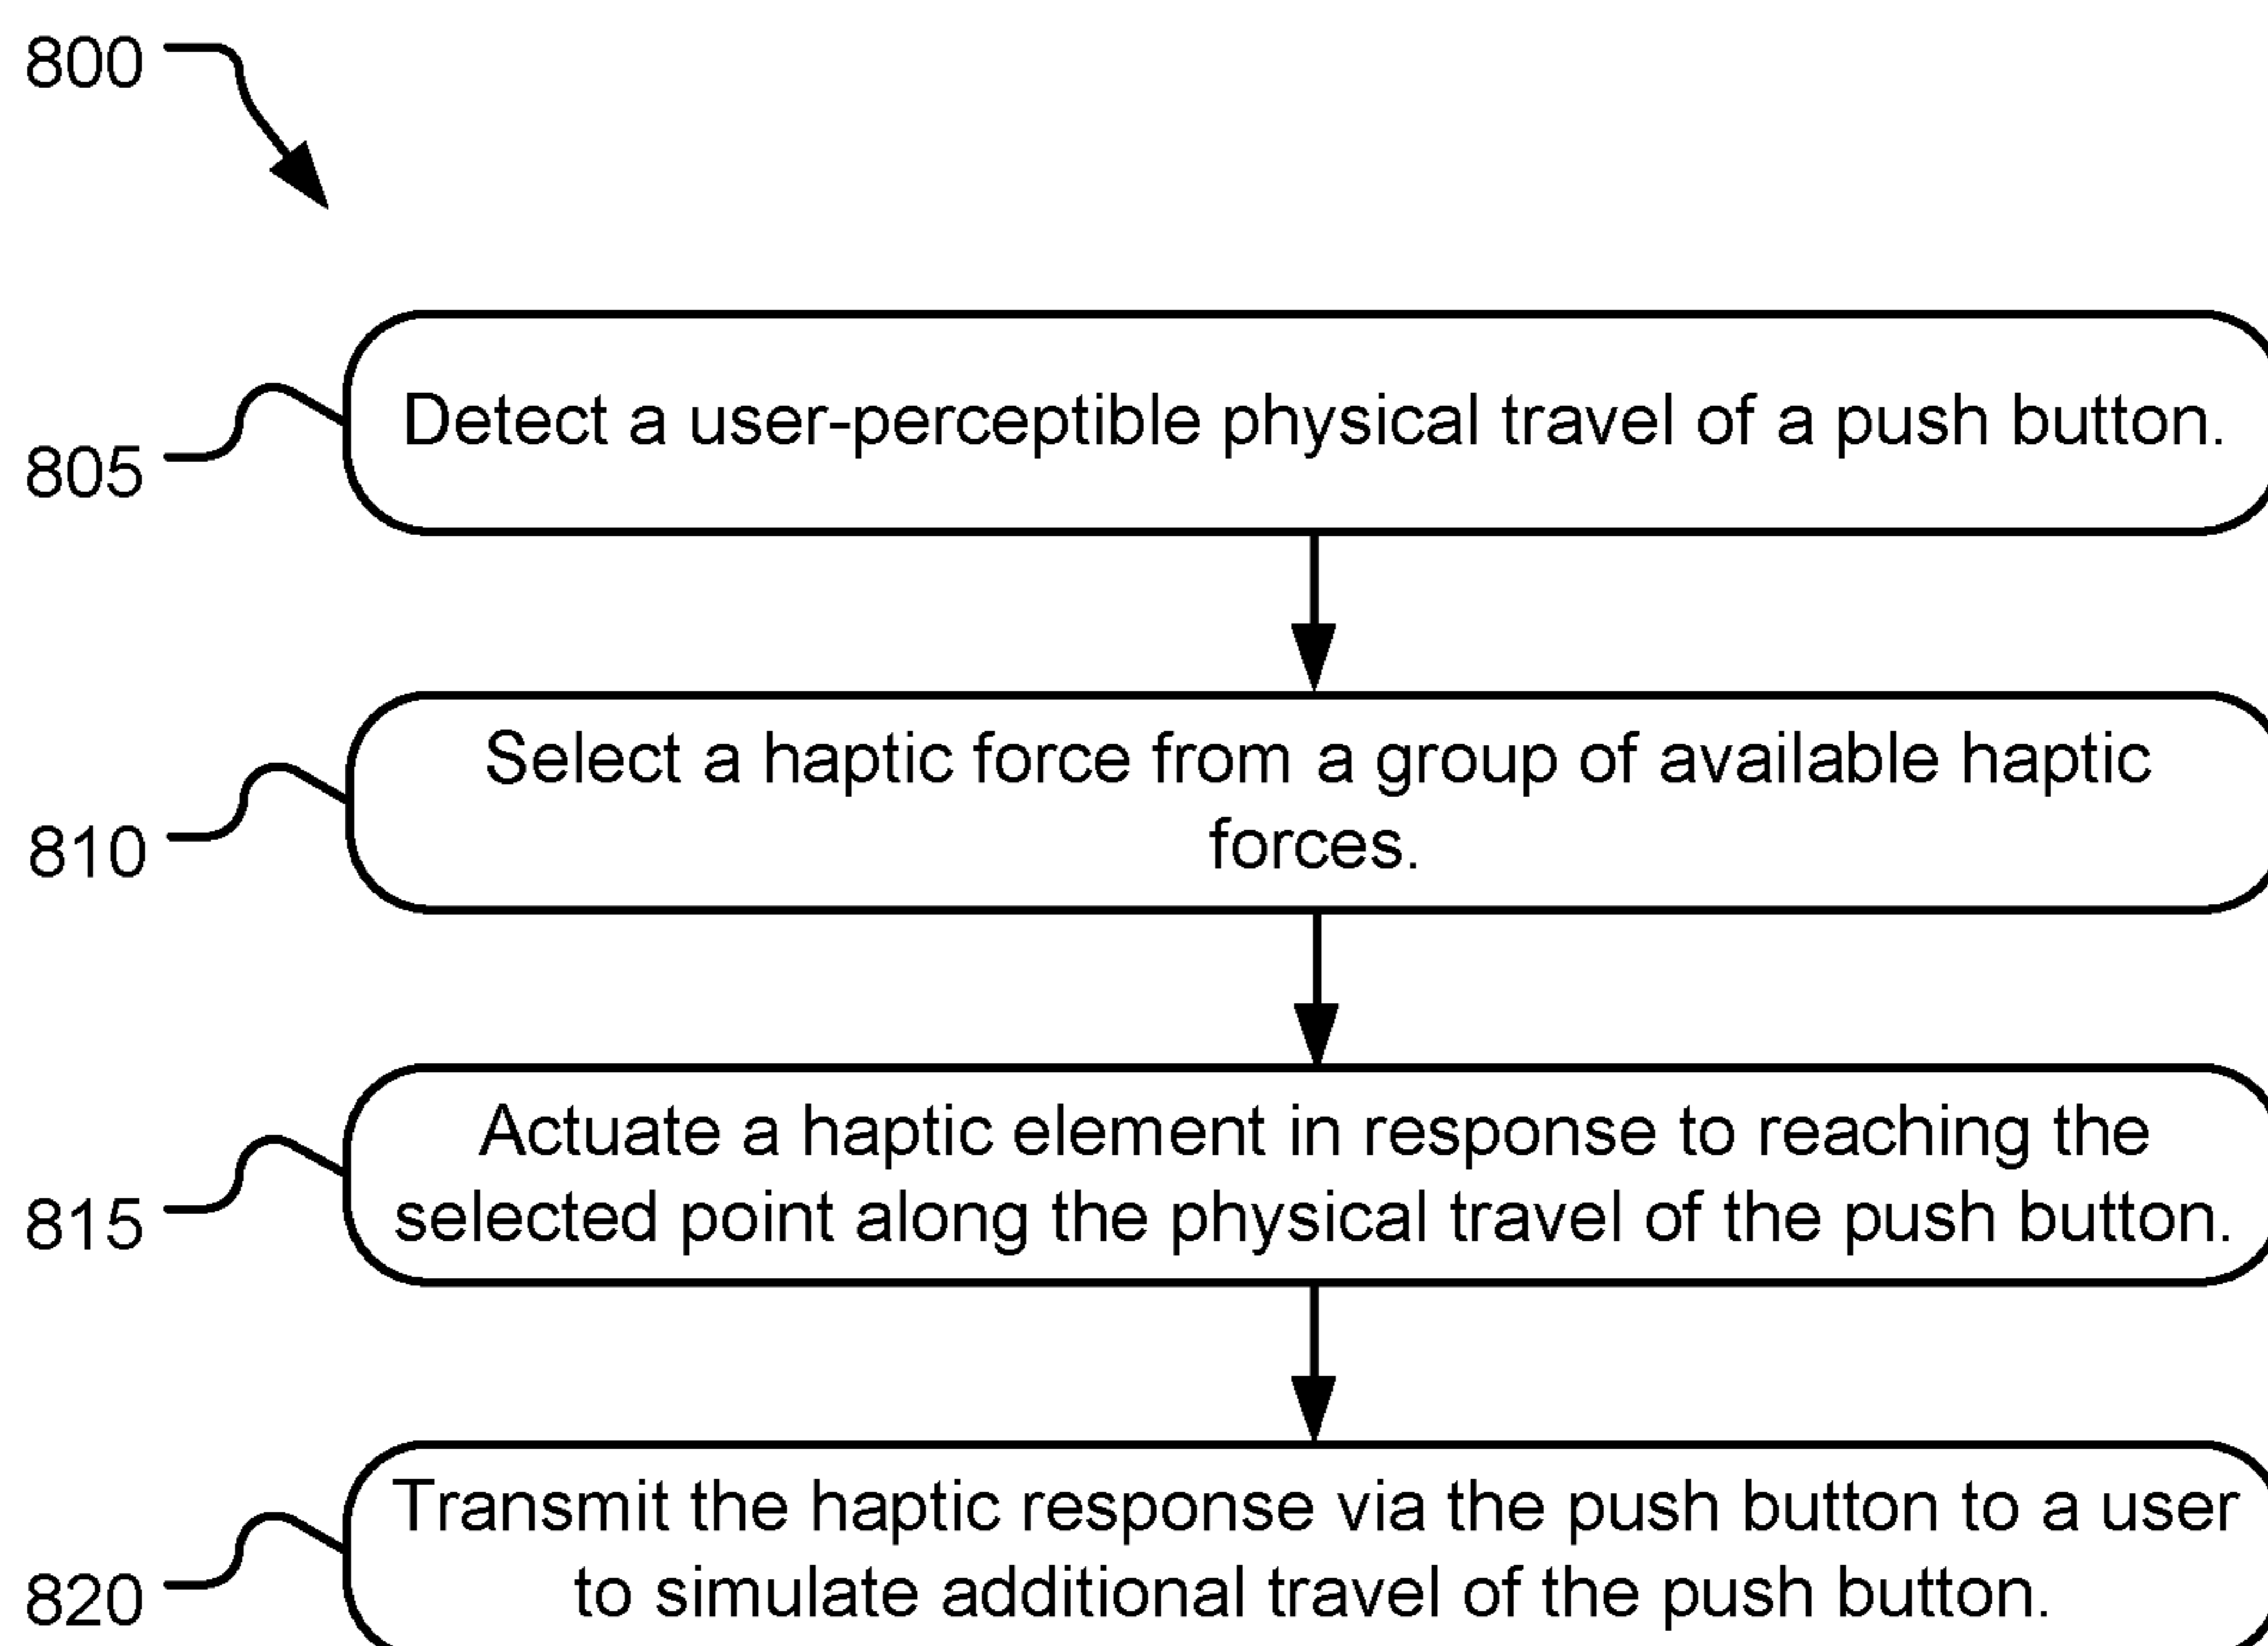 800
805
Detect a user-perceptible physical travel of a push button.
810
Select a haptic force from a group of available haptic
forces.
815
Actuate a haptic element in response to reaching the
selected point along the physical travel of the push button.
820
Transmit the haptic response via the push button to a user
to simulate additional travel of the push button.